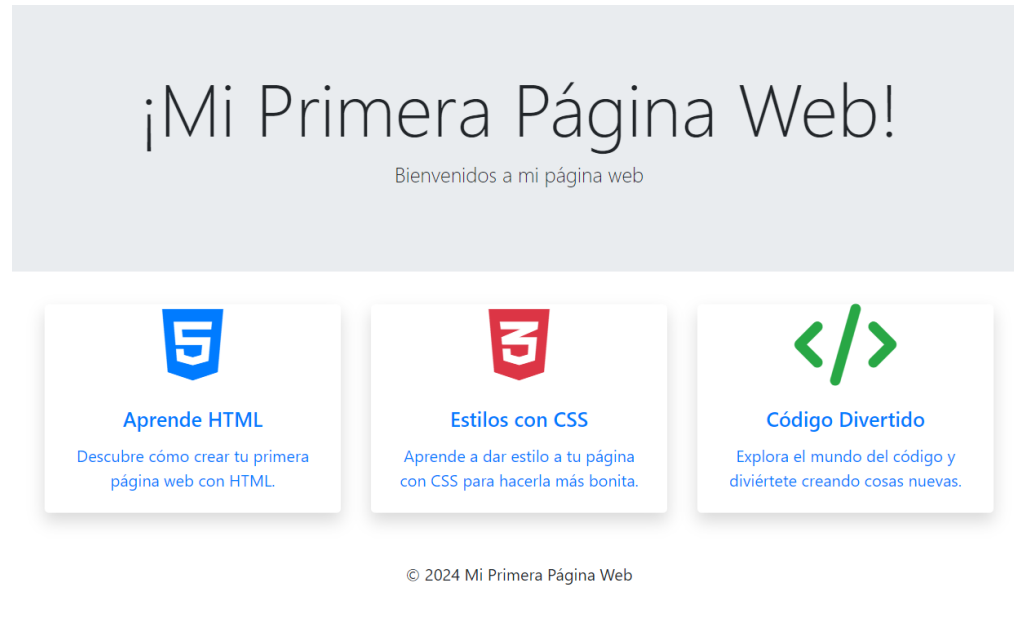 ¡Mi Primera Página Web!
Bienvenidos a mi página web
5
Aprende HTML
Descubre cómo crear tu primera
página web con HTML.
3
Estilos con CSS
Aprende a dar estilo a tu página
con CSS para hacerla más bonita.
</>
Código Divertido
Explora el mundo del código y
diviértete creando cosas nuevas.
© 2024 Mi Primera Página Web